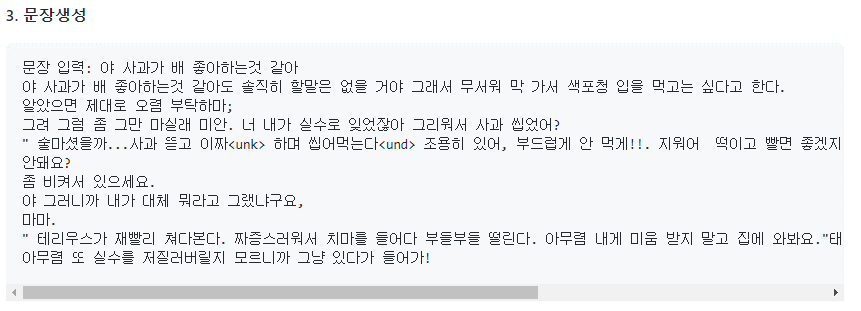 3. 문장생성
문장 입력: 야 사과가 배 좋아하는것 같아
야 사과가 배 좋아하는것 같아도 솔직히 할말은 없을 거야 그래서 무서워 막 가서 색포청 입을 먹고는 싶다고 한다.
알았으면 제대로 오렴 부탁하마;
그려 그럼 좀 그만 마실래 미안. 너 내가 실수로 잊었잖아 그리워서 사과 씹었어?
" 술마셨을까...사과 뜯고 이짜<unk> 하며 씹어먹는다<und> 조용히 있어, 부드럽게 안 먹게!!. 지워어  떡이고 빨면 좋겠지
안돼요?
좀 비켜서 있으세요.
야 그러니까 내가 대체 뭐라고 그랬냐구요,
마마.
" 테리우스가 재빨리 쳐다본다. 짜증스러워서 치마를 들어다 부들부들 떨린다. 아무렴 내게 미움 받지 말고 집에 와봐요."태
아무렴 또 실수를 저질러버릴지 모르니까 그냥 있다가 들어가!